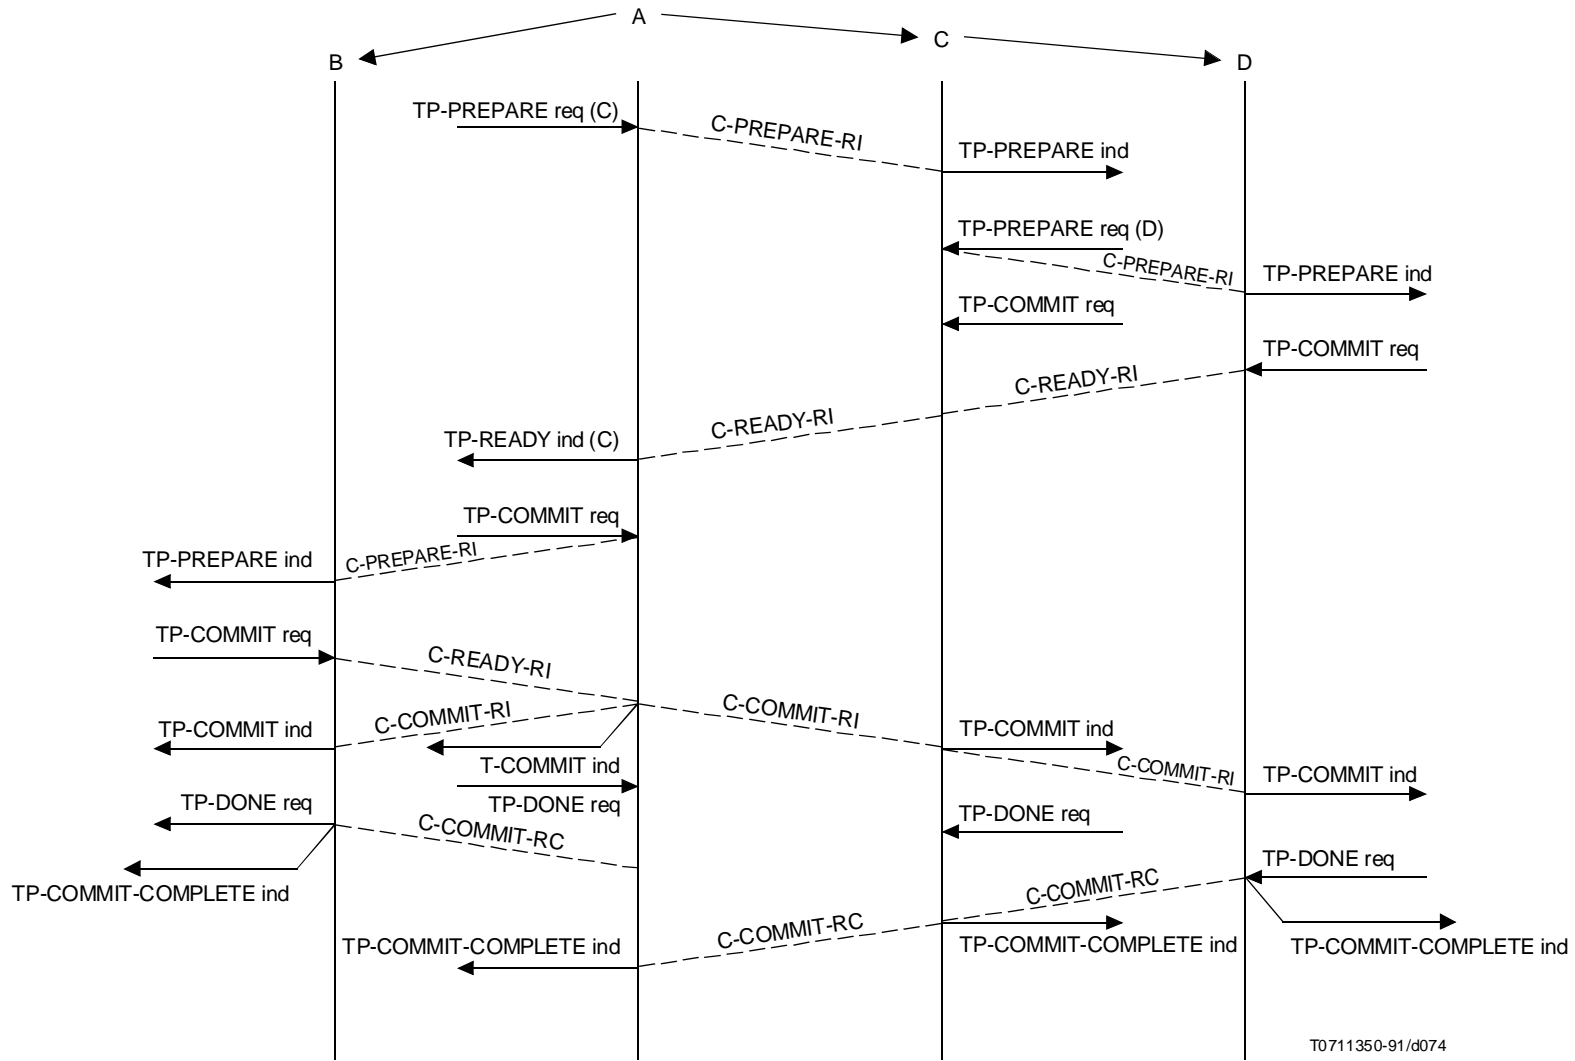 A
C
B
D
TP-PREPARE req (C)
C-PREPARE-RI
TP-PREPARE ind
TP-PREPARE req (D)
C-PREPARE-RI
TP-PREPARE ind
TP-COMMIT req
TP-COMMIT req
C-READY-RI
C-READY-RI
TP-READY ind (C)
TP-COMMIT req
TP-PREPARE ind
C-PREPARE-RI
TP-COMMIT req
C-READY-RI
TP-COMMIT ind
C-COMMIT-RI
C-COMMIT-RI
TP-COMMIT ind
T-COMMIT ind
C-COMMIT-RI
TP-COMMIT ind
TP-DONE req
TP-DONE req
C-COMMIT-RC
TP-DONE req
TP-DONE req
TP-COMMIT-COMPLETE ind
C-COMMIT-RC
C-COMMIT-RC
TP-COMMIT-COMPLETE ind
TP-COMMIT-COMPLETE ind
TP-COMMIT-COMPLETE ind
T0711350-91/d074